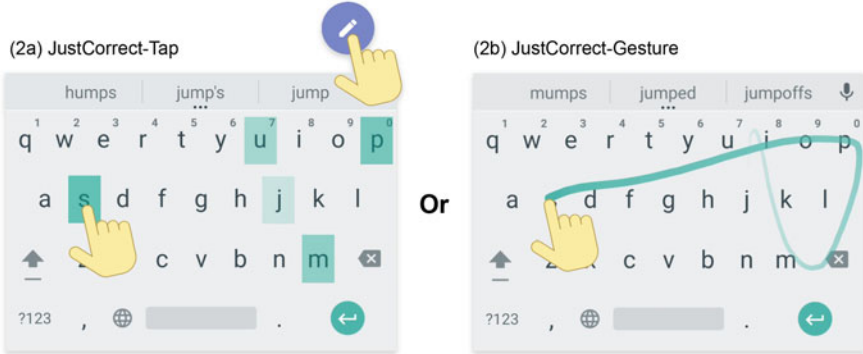 (2a) JustCorrect-Tap
humps jump's jump
1 2 3 4 5 6 7 8 9 0
q w e r t y u i o p
a s d f g h j k l
c v b n m
?123 , .
Or
(2b) JustCorrect-Gesture
mumps jumped jumpoffs
1 2 3 4 5 6 7 8 9 0
q w e r t y u i o p
a d f g h j k l
c v b n m
?123 , .